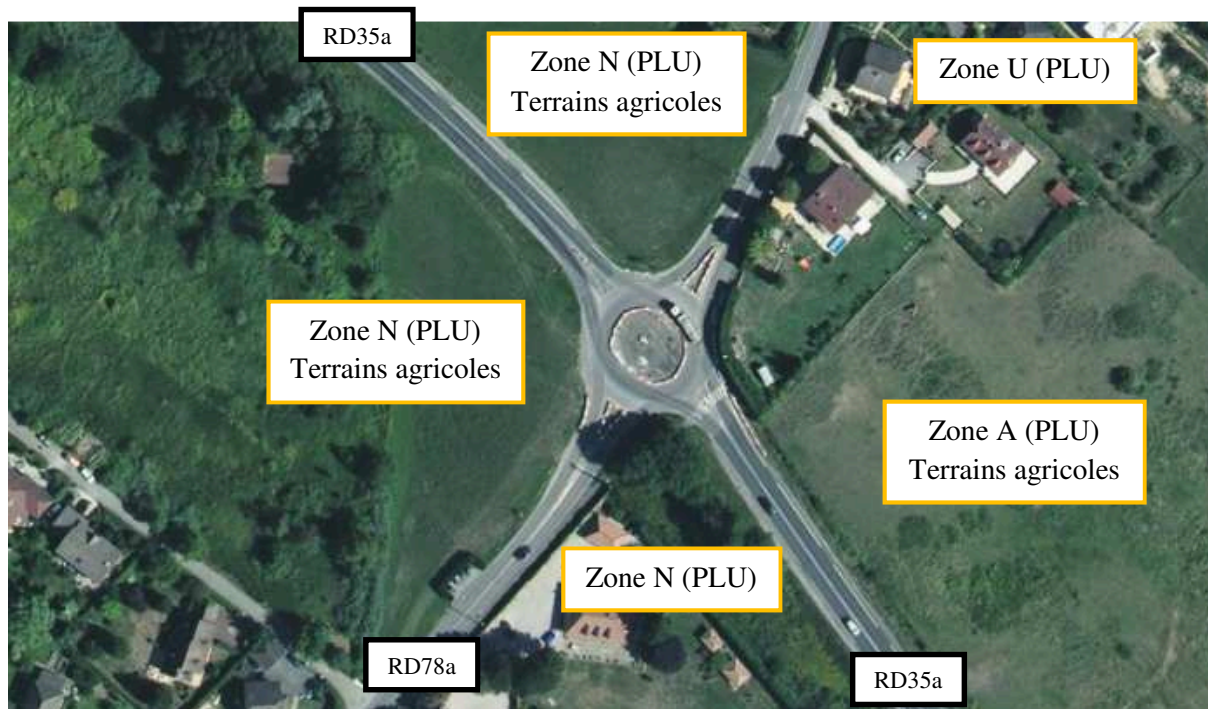 RD35a
Zone N (PLU)
Terrains agricoles
Zone U (PLU)
Zone N (PLU)
Terrains agricoles
Zone A (PLU)
Terrains agricoles
Zone N (PLU)
RD78a
RD35a